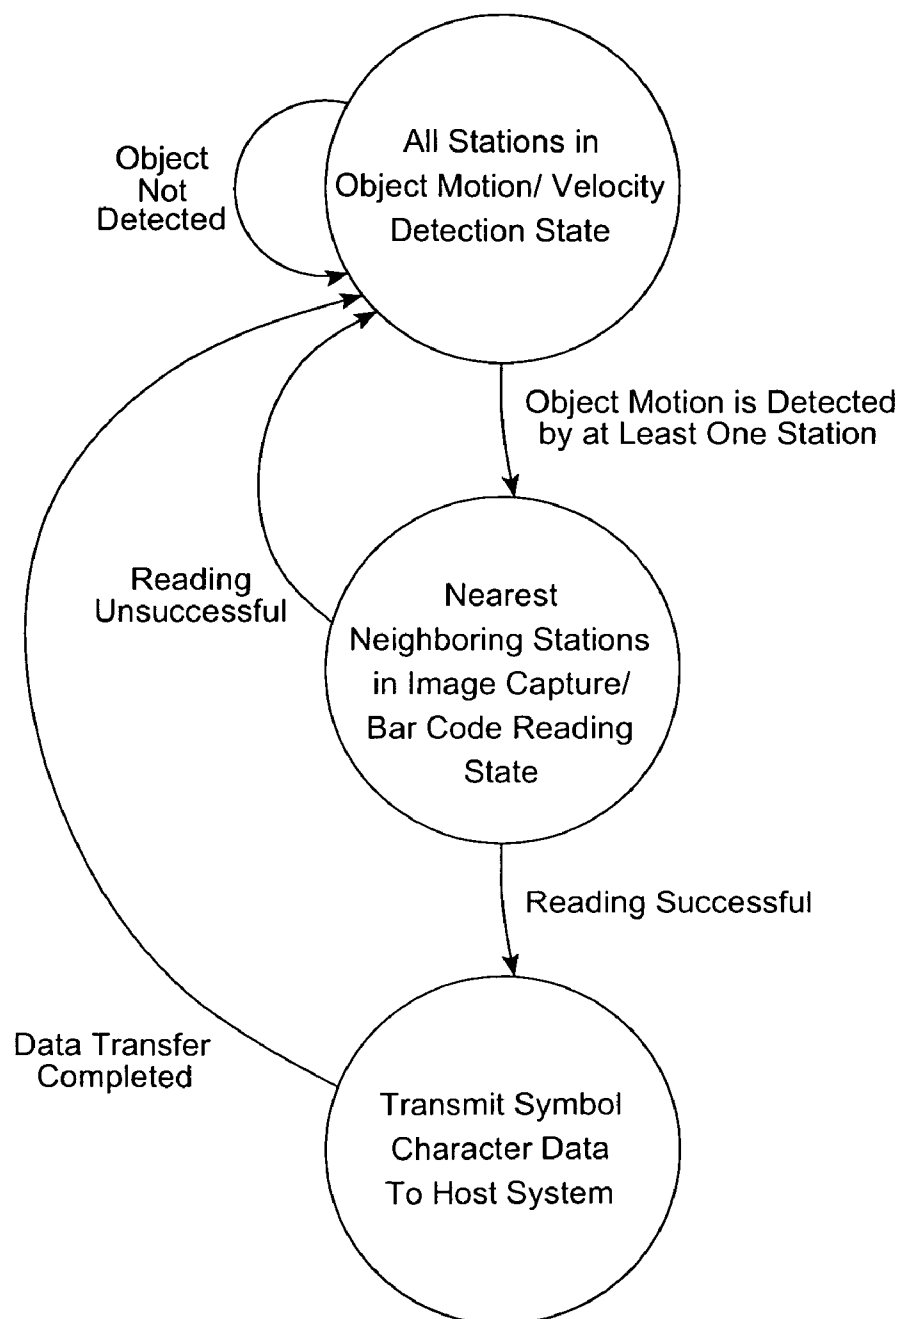 All Stations in
Object Motion/ Velocity
Detection State
Object
Not
Detected
Object Motion is Detected
by at Least One Station
Reading
Unsuccessful
Nearest
Neighboring Stations
in Image Capture/
Bar Code Reading
State
Reading Successful
Data Transfer
Completed
Transmit Symbol
Character Data
To Host System